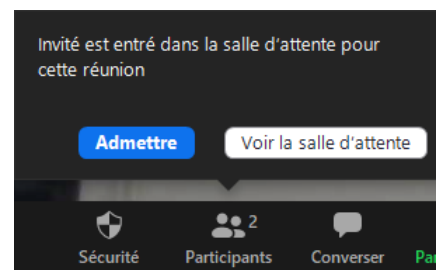 Invité est entré dans la salle d'attente pour
cette réunion
Admettre Voir la salle d'attente
2
Sécurité Participants Converser